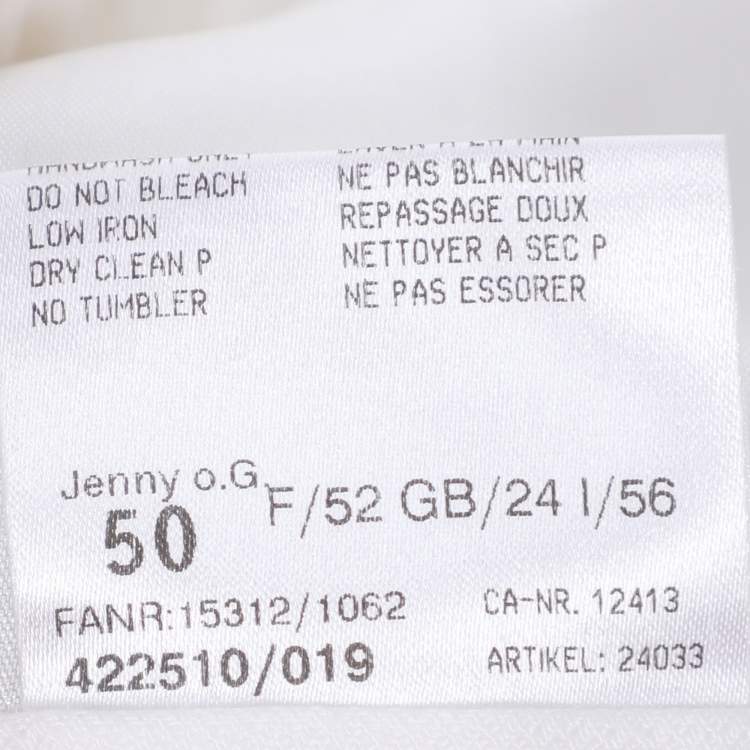 DO NOT BLEACH
LOW IRON
DRY CLEAN P
NO TUMBLER
NE PAS BLANCHIR
REPASSAGE DOUX
NETTOYER A SEC P
NE PAS ESSORER
Jenny o.G.
50 F/52 GB/24 I/56
FANR:15312/1062 CA-NR. 12413
422510/019 ARTIKEL: 24033